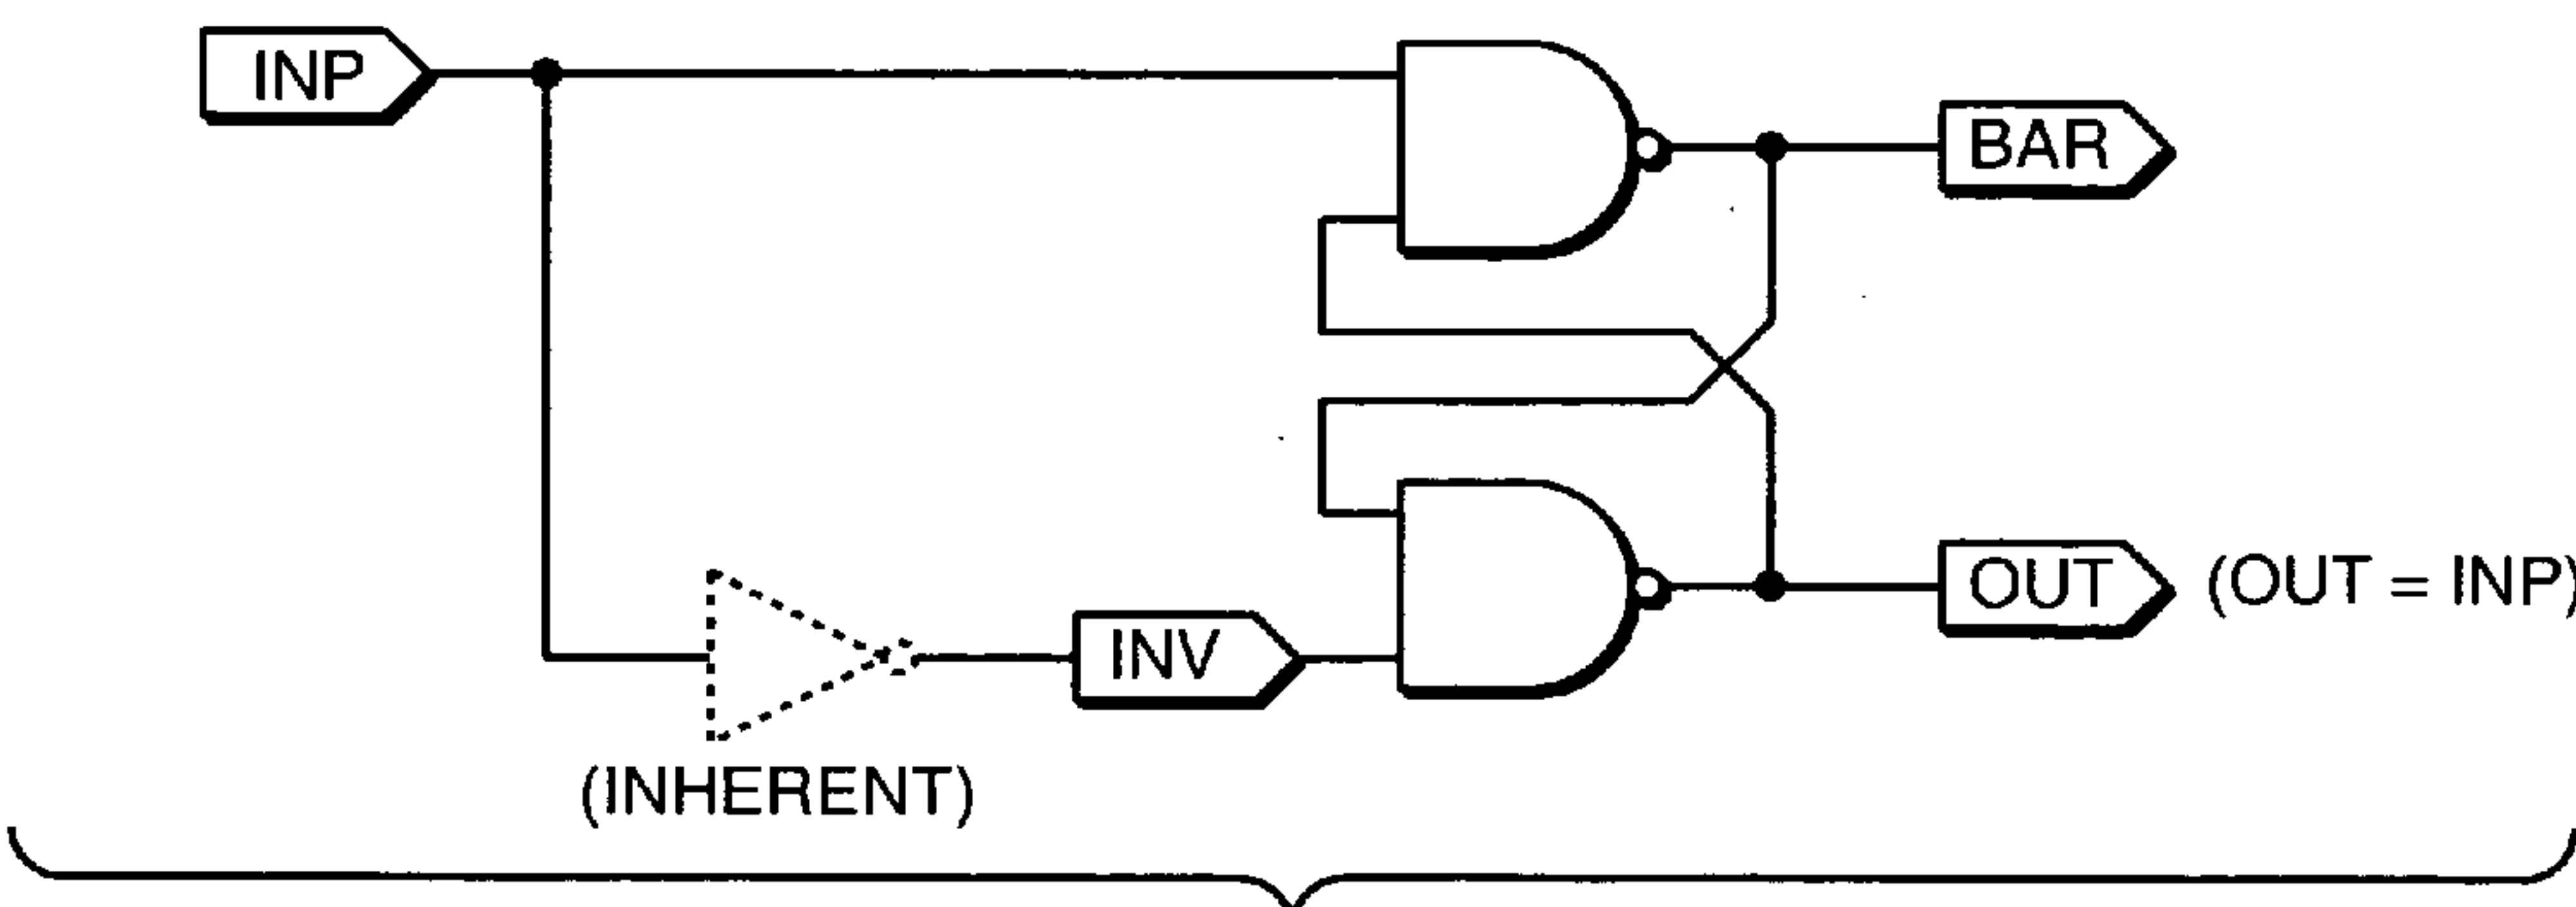 INP
BAR
OUT (OUT = INP)
INV
(INHERENT)